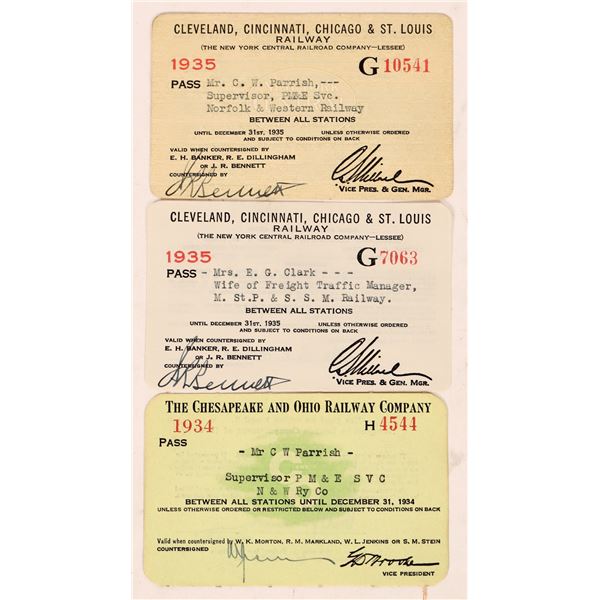 CLEVELAND, CINCINNATI, CHICAGO & ST. LOUIS
RAILWAY
(THE NEW YORK CENTRAL RAILROAD COMPANY—LESSEE)
1935 G10541
PASS Mr. C. W. Parrish,---
Supervisor, PM&E Svc.
Norfolk & Western Railway
BETWEEN ALL STATIONS
UNTIL DECEMBER 31ST, 1935 UNLESS OTHERWISE ORDERED
AND SUBJECT TO CONDITIONS ON BACK
VALID WHEN COUNTERSIGNED BY
E. H. BANKER, R. E. DILLINGHAM
OR J. R. BENNETT
COUNTERSIGNED BY
JRBennett
VICE PRES. & GEN. MGR.
CLEVELAND, CINCINNATI, CHICAGO & ST. LOUIS
RAILWAY
(THE NEW YORK CENTRAL RAILROAD COMPANY—LESSEE)
1935 G7063
PASS - Mrs. E. G. Clark - - -
Wife of Freight Traffic Manager,
M. St.P. & S. S. M. Railway.
BETWEEN ALL STATIONS
UNTIL DECEMBER 31ST, 1935 UNLESS OTHERWISE ORDERED
AND SUBJECT TO CONDITIONS ON BACK
VALID WHEN COUNTERSIGNED BY
E. H. BANKER, R. E. DILLINGHAM
OR J. R. BENNETT
COUNTERSIGNED BY
JRBennett
VICE PRES. & GEN. MGR.
THE CHESAPEAKE AND OHIO RAILWAY COMPANY
1934 H 4544
PASS
- Mr C W Parrish -
Supervisor P M & E S V C
N & W Ry Co
BETWEEN ALL STATIONS UNTIL DECEMBER 31, 1934
UNLESS OTHERWISE ORDERED OR RESTRICTED BELOW AND SUBJECT TO CONDITIONS ON BACK
Valid when countersigned by W. K. MORTON, R. M. MARKLAND, W. L. JENKINS OR S. M. STEIN
COUNTERSIGNED
VICE PRESIDENT